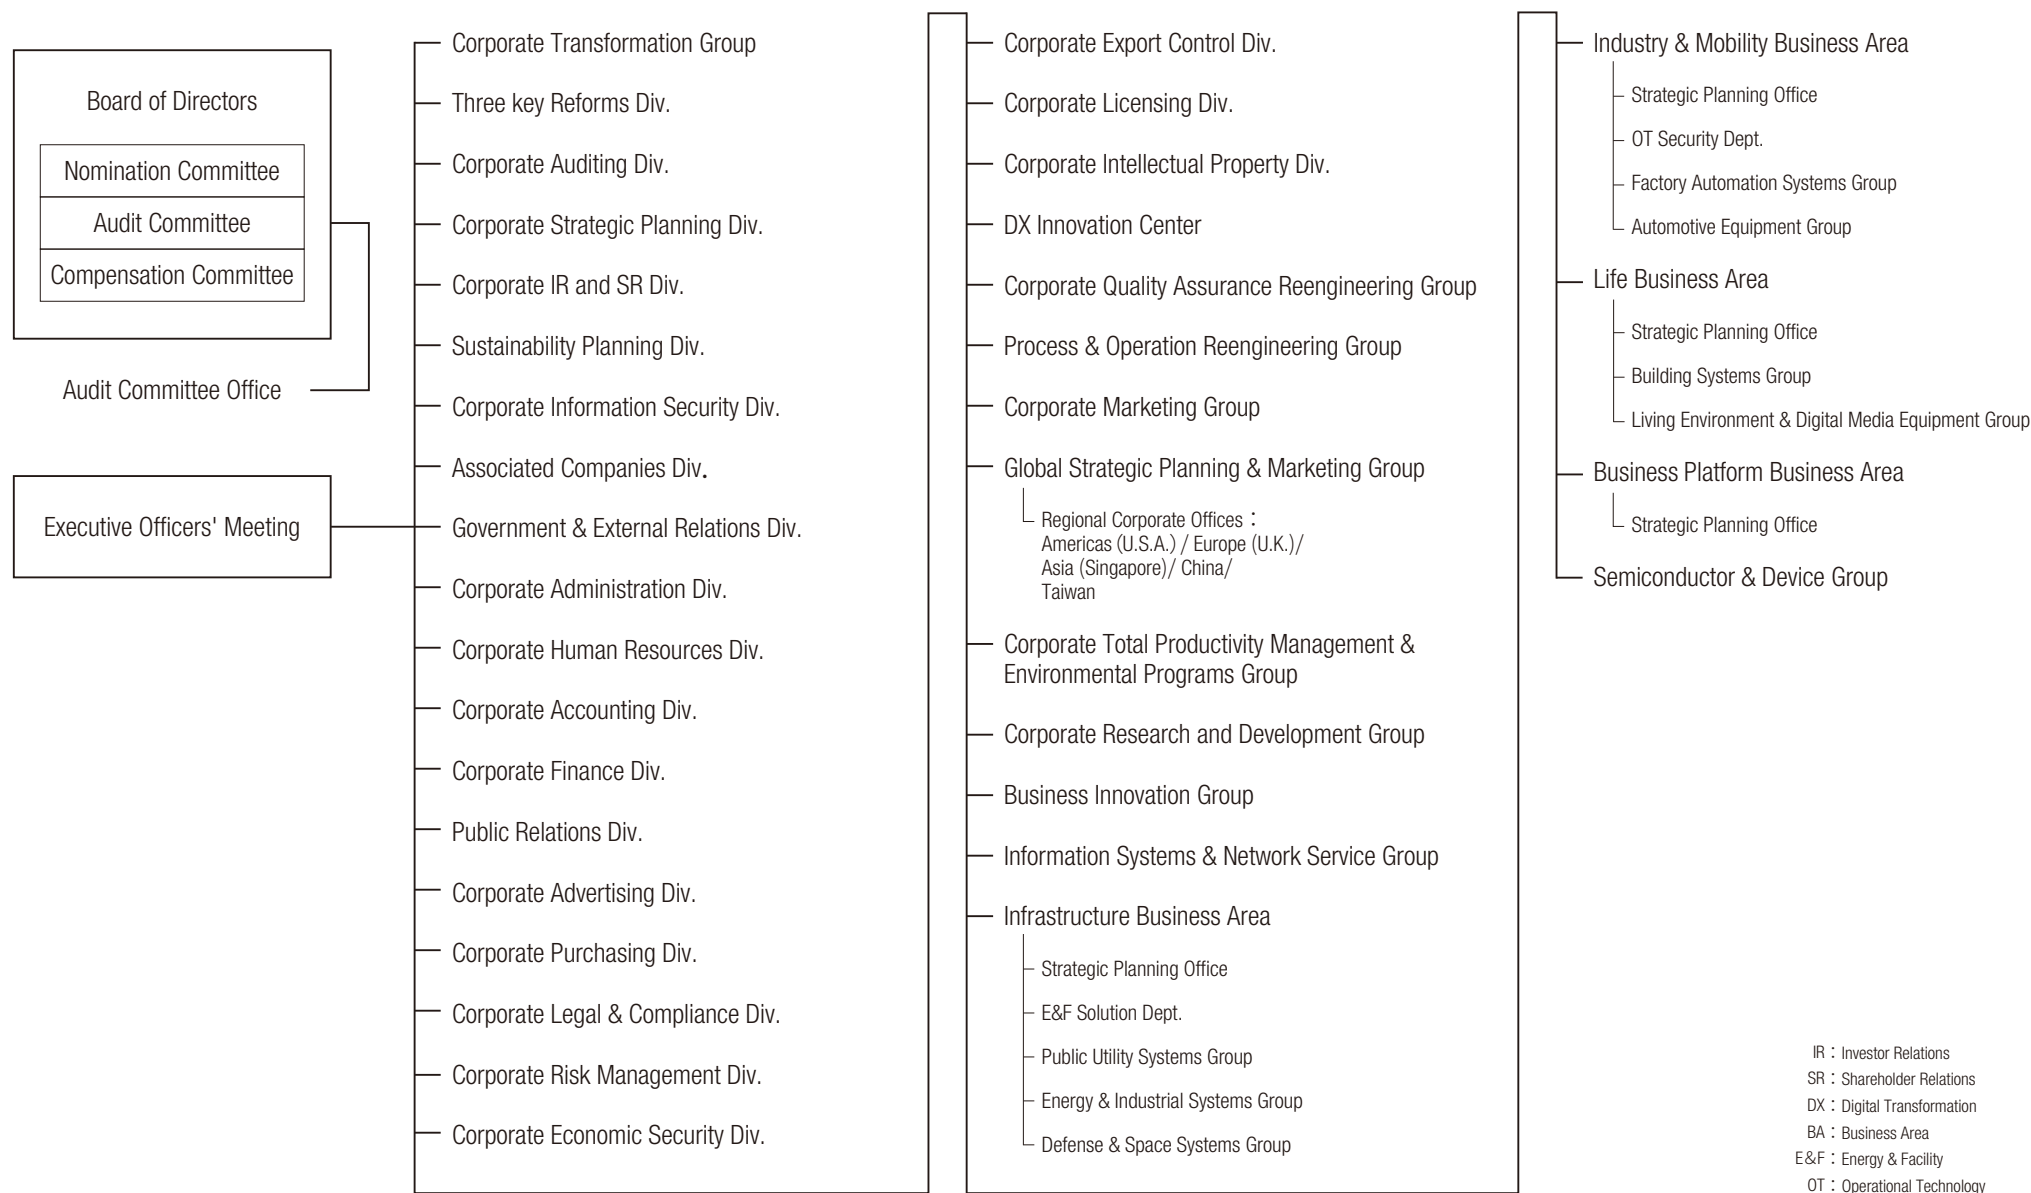 Board of Directors
Nomination Committee
Audit Committee
Compensation Committee
Audit Committee Office
Executive Officers' Meeting
Corporate Transformation Group
Three key Reforms Div.
Corporate Auditing Div.
Corporate Strategic Planning Div.
Corporate IR and SR Div.
Sustainability Planning Div.
Corporate Information Security Div.
Associated Companies Div.
Government & External Relations Div.
Corporate Administration Div.
Corporate Human Resources Div.
Corporate Accounting Div.
Corporate Finance Div.
Public Relations Div.
Corporate Advertising Div.
Corporate Purchasing Div.
Corporate Legal & Compliance Div.
Corporate Risk Management Div.
Corporate Economic Security Div.
Corporate Export Control Div.
Corporate Licensing Div.
Corporate Intellectual Property Div.
DX Innovation Center
Corporate Quality Assurance Reengineering Group
Process & Operation Reengineering Group
Corporate Marketing Group
Global Strategic Planning & Marketing Group
Regional Corporate Offices：
Americas (U.S.A.) / Europe (U.K.)/
Asia (Singapore)/ China/
Taiwan
Corporate Total Productivity Management &
Environmental Programs Group
Corporate Research and Development Group
Business Innovation Group
Information Systems & Network Service Group
Infrastructure Business Area
Strategic Planning Office
E&F Solution Dept.
Public Utility Systems Group
Energy & Industrial Systems Group
Defense & Space Systems Group
Industry & Mobility Business Area
Strategic Planning Office
OT Security Dept.
Factory Automation Systems Group
Automotive Equipment Group
Life Business Area
Strategic Planning Office
Building Systems Group
Living Environment & Digital Media Equipment Group
Business Platform Business Area
Strategic Planning Office
Semiconductor & Device Group
IR：Investor Relations
SR：Shareholder Relations
DX：Digital Transformation
BA：Business Area
E&F：Energy & Facility
OT：Operational Technology